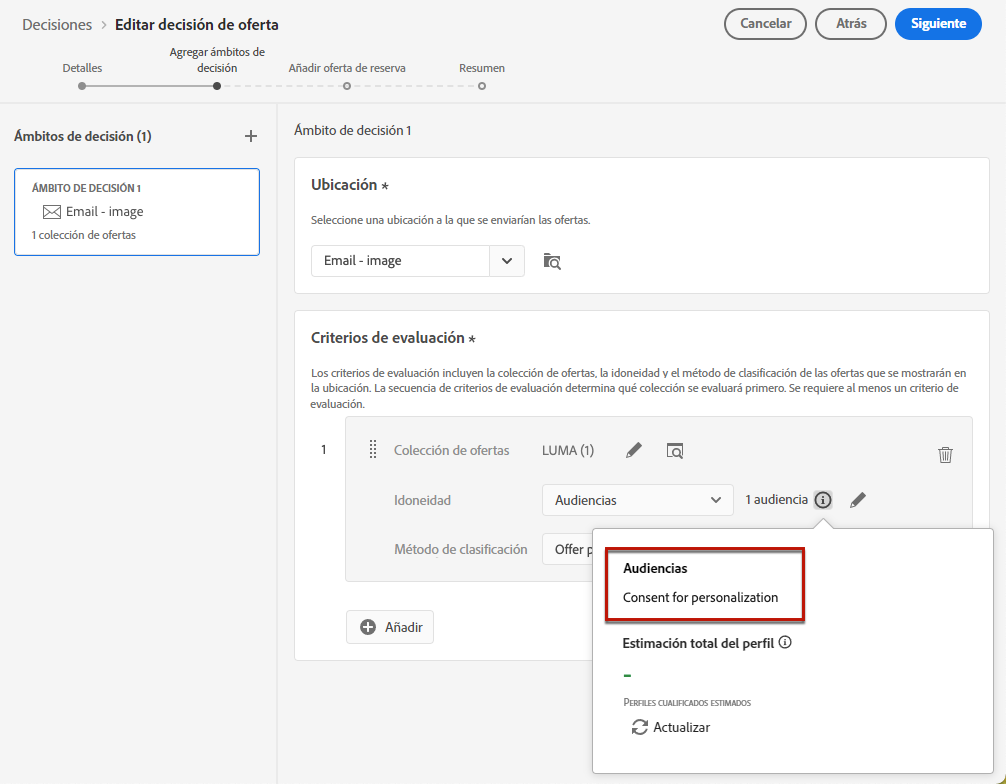 Decisiones > Editar decisión de oferta
Cancelar
Atrás
Siguiente
Detalles
Agregar ámbitos de
decisión
Añadir oferta de reserva
Resumen
Ámbitos de decisión (1)
ÁMBITO DE DECISIÓN 1
Email - image
1 colección de ofertas
Ámbito de decisión 1
Ubicación *
Seleccione una ubicación a la que se enviarían las ofertas.
Email - image
Criterios de evaluación *
Los criterios de evaluación incluyen la colección de ofertas, la idoneidad y el método de clasificación de las ofertas que se mostrarán en
la ubicación. La secuencia de criterios de evaluación determina qué colección se evaluará primero. Se requiere al menos un criterio de
evaluación.
1
Colección de ofertas
LUMA (1)
Idoneidad
Audiencias
1 audiencia
Método de clasificación
Offer p
Audiencias
Consent for personalization
Estimación total del perfil
-
PERFILES CUALIFICADOS ESTIMADOS
Actualizar
Añadir